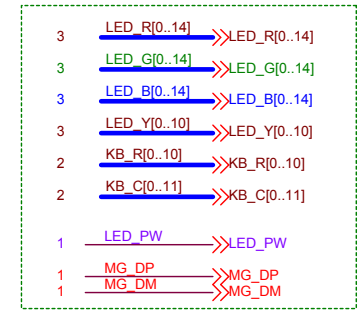 3 LED_R[0..14] LED_R[0..14]
3 LED_G[0..14] LED_G[0..14]
3 LED_B[0..14] LED_B[0..14]
3 LED_Y[0..10] LED_Y[0..10]
2 KB_R[0..10] KB_R[0..10]
2 KB_C[0..11] KB_C[0..11]
1 LED_PW LED_PW
1 MG_DP MG_DP
1 MG_DM MG_DM